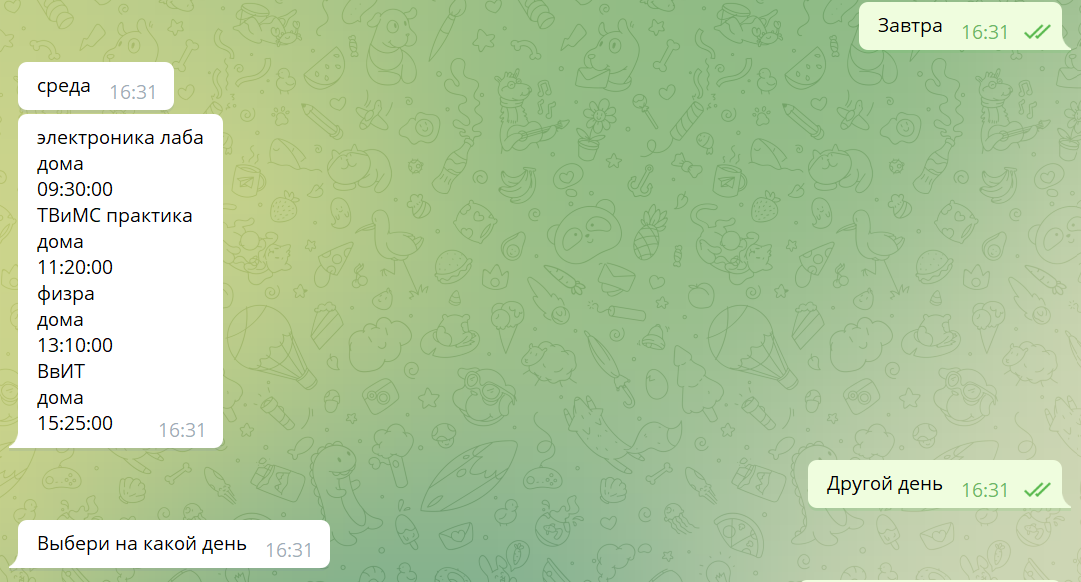 Завтра 16:31
среда 16:31
электроника лаба
дома
09:30:00
ТВиМС практика
дома
11:20:00
физра
дома
13:10:00
ВвИТ
дома
15:25:00 16:31
Другой день 16:31
Выбери на какой день 16:31